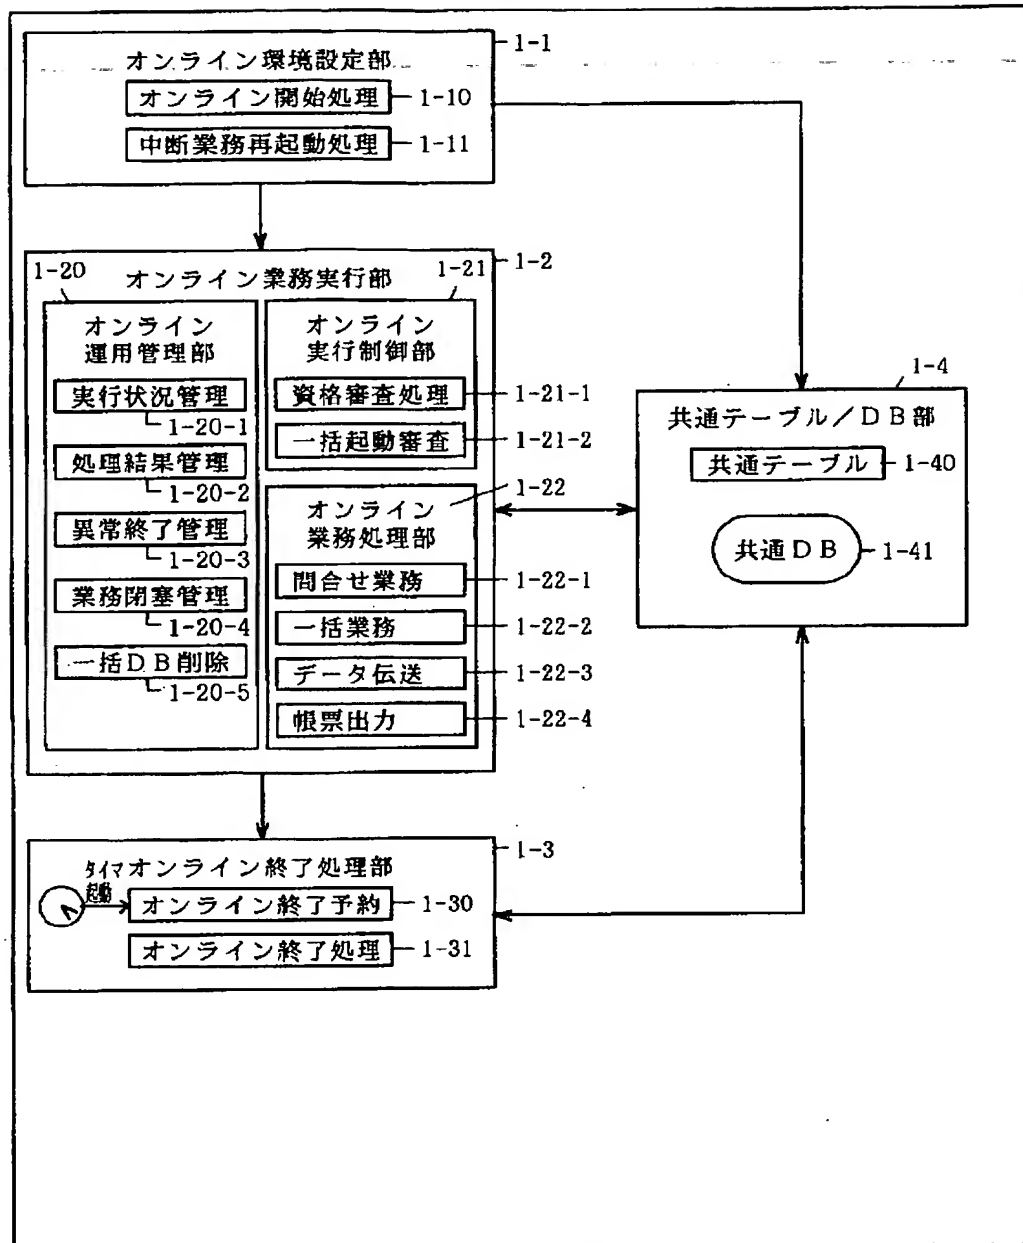 1-1
オンライン環境設定部
オンライン開始処理
1-10
中断業務再起動処理
1-11
1-2
オンライン業務実行部
1-20
オンライン
運用管理部
実行状況管理
1-20-1
処理結果管理
1-20-2
異常終了管理
1-20-3
業務閉塞管理
1-20-4
一括DB削除
1-20-5
1-21
オンライン
実行制御部
資格審査処理
1-21-1
一括起動審査
1-21-2
1-22
オンライン
業務処理部
問合せ業務
1-22-1
一括業務
1-22-2
データ伝送
1-22-3
帳票出力
1-22-4
1-4
共通テーブル/DB部
共通テーブル
1-40
共通DB
1-41
1-3
オンライン終了処理部
タイマ
起動
オンライン終了予約
1-30
オンライン終了処理
1-31